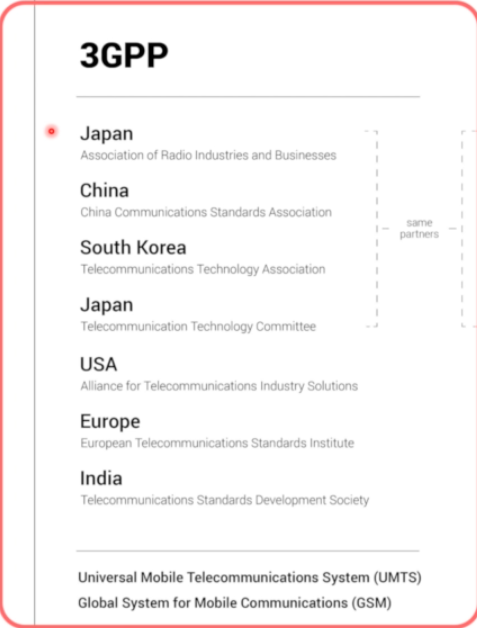 3GPP
Japan
Association of Radio Industries and Businesses
China
China Communications Standards Association
South Korea
Telecommunications Technology Association
Japan
Telecommunication Technology Committee
same
partners
USA
Alliance for Telecommunications Industry Solutions
Europe
European Telecommunications Standards Institute
India
Telecommunications Standards Development Society
Universal Mobile Telecommunications System (UMTS)
Global System for Mobile Communications (GSM)